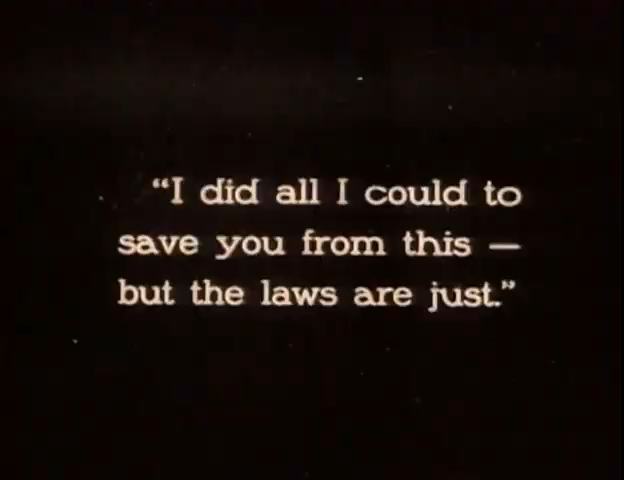 “I did all I could to
save you from this —
but the laws are just.”